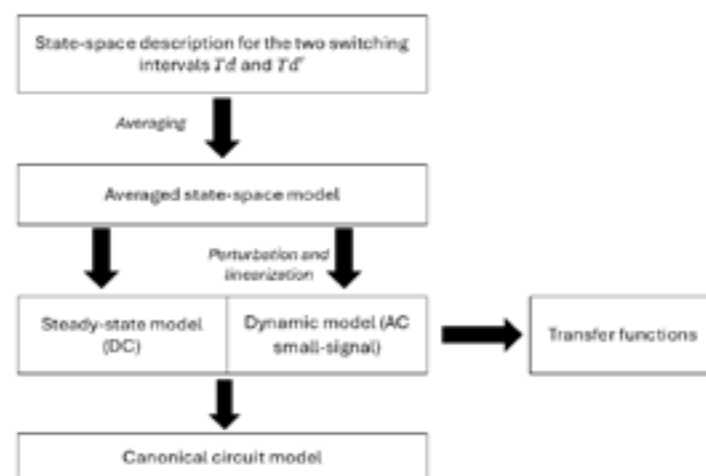 State-space description for the two switching
intervals Td and Td'
Averaging
Averaged state-space model
Perturbation and
linearization
Steady-state model
(DC)
Dynamic model (AC
small-signal)
Transfer functions
Canonical circuit model